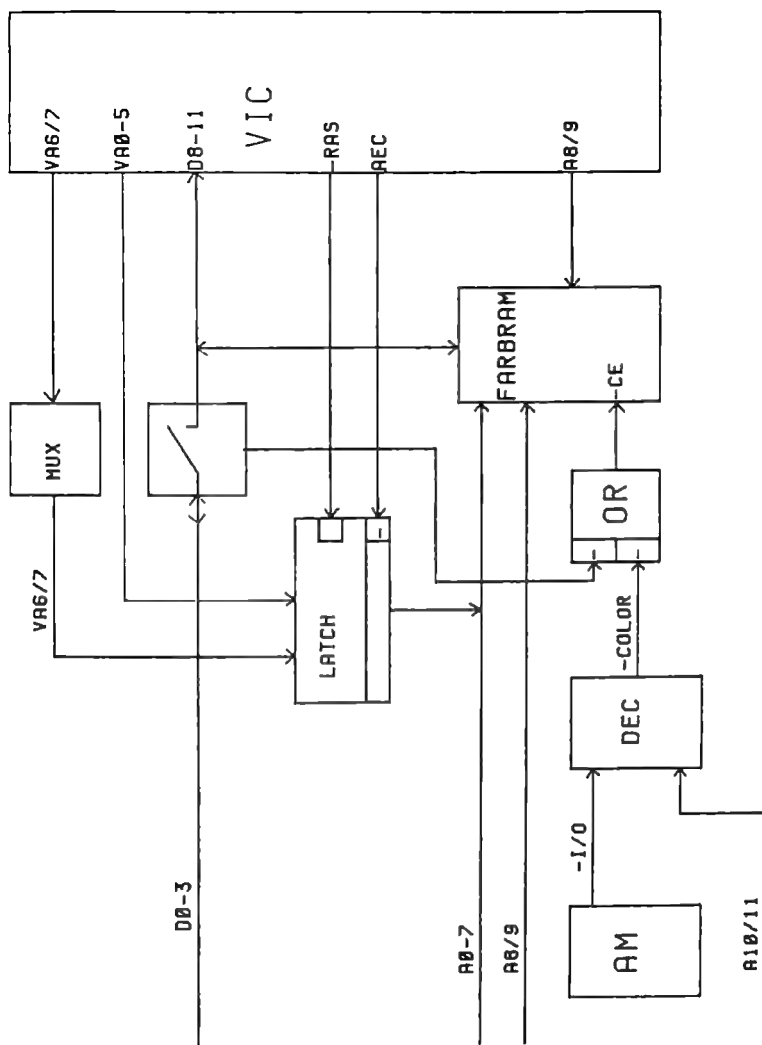 VA6/7
VA0-5
D8-11
VIC
-RAS
AEC
A8/9
MUX
FARBRAM
-CE
VA6/7
LATCH
-
OR
-
-
-COLOR
DEC
D0-3
-I/O
A0-7
A8/9
AM
A10/11